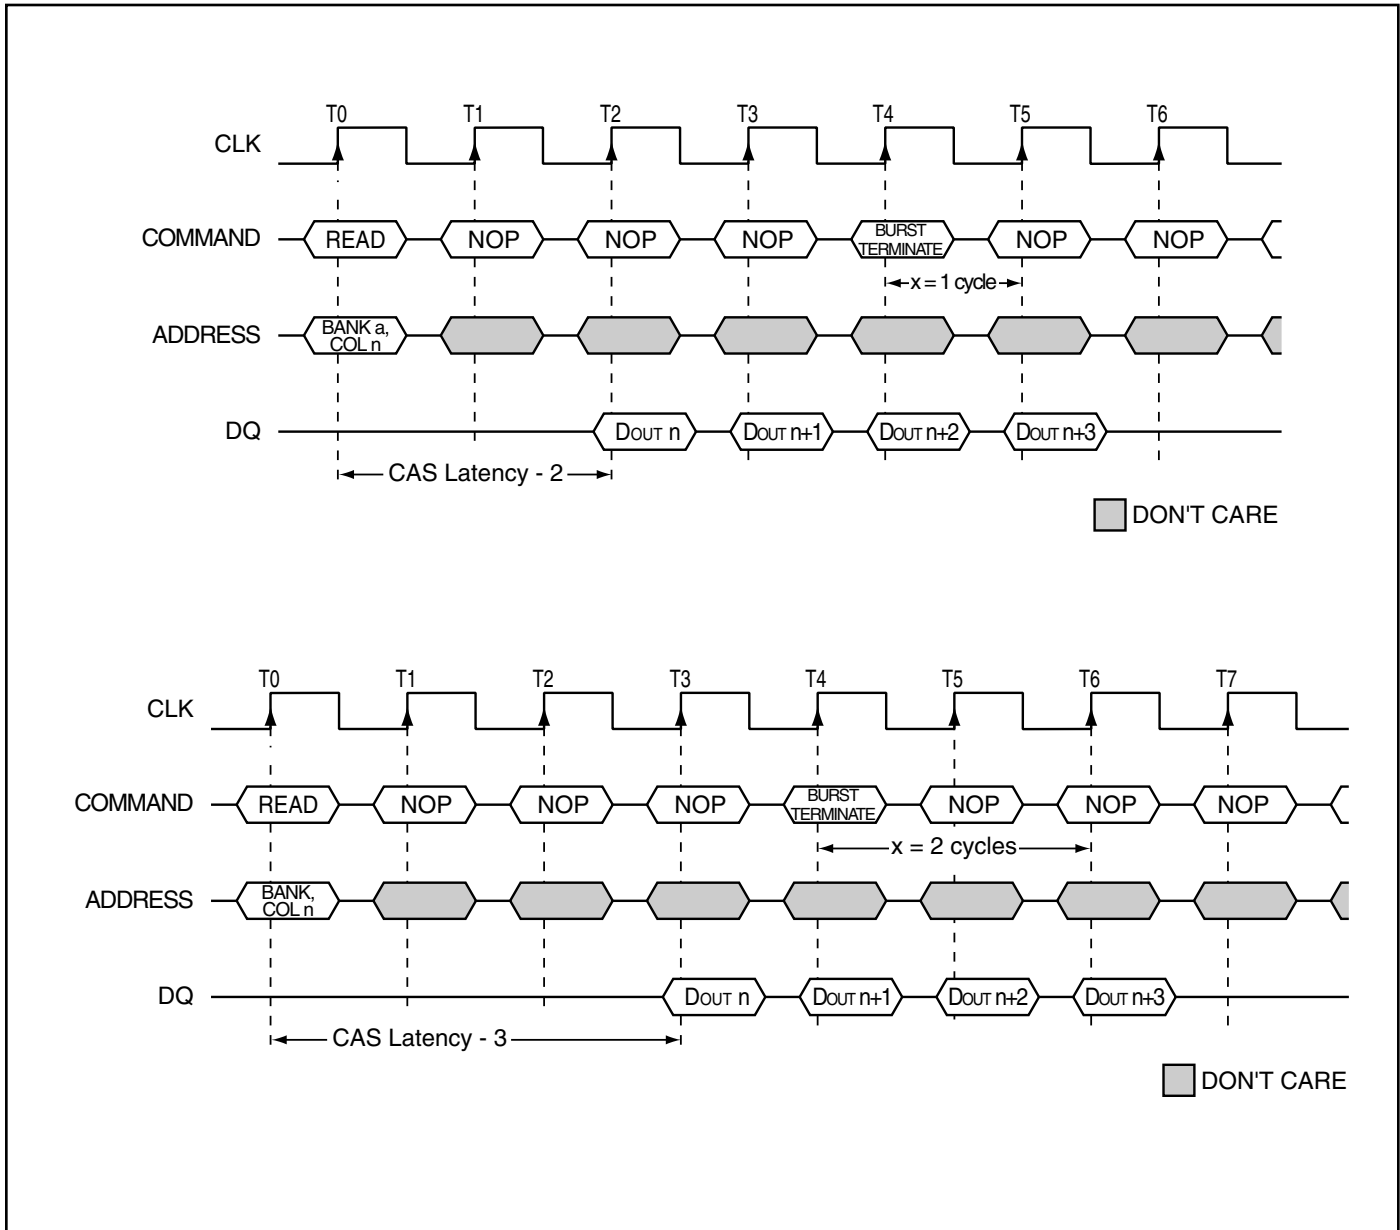 T0 T1 T2 T3 T4 T5 T6
CLK
COMMAND READ NOP NOP NOP BURST TERMINATE NOP NOP
x = 1 cycle
ADDRESS BANK a, COL n
DQ DOUT n DOUT n+1 DOUT n+2 DOUT n+3
CAS Latency - 2
DON'T CARE
T0 T1 T2 T3 T4 T5 T6 T7
CLK
COMMAND READ NOP NOP NOP BURST TERMINATE NOP NOP NOP
x = 2 cycles
ADDRESS BANK, COL n
DQ DOUT n DOUT n+1 DOUT n+2 DOUT n+3
CAS Latency - 3
DON'T CARE